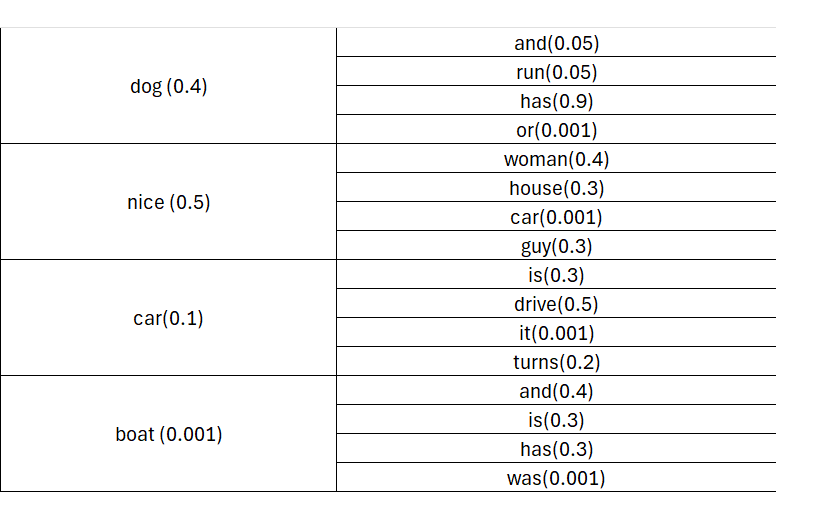 dog (0.4)
and(0.05)
run(0.05)
has(0.9)
or(0.001)
nice (0.5)
woman(0.4)
house(0.3)
car(0.001)
guy(0.3)
car(0.1)
is(0.3)
drive(0.5)
it(0.001)
turns(0.2)
boat (0.001)
and(0.4)
is(0.3)
has(0.3)
was(0.001)